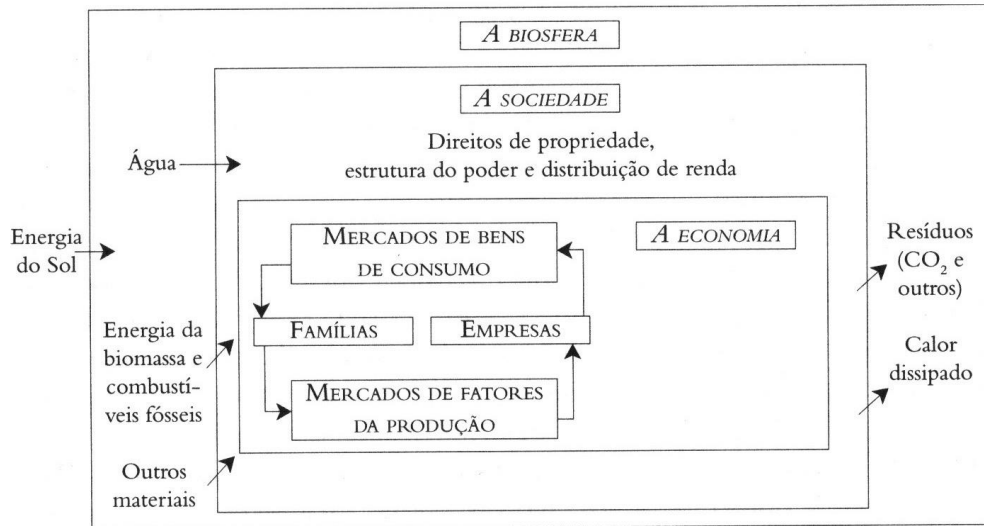 A BIOSFERA
A SOCIEDADE
Direitos de propriedade,
estrutura do poder e distribuição de renda
Água
Energia
do Sol
A ECONOMIA
MERCADOS DE BENS
DE CONSUMO
FAMÍLIAS
EMPRESAS
MERCADOS DE FATORES
DA PRODUÇÃO
Energia da
biomassa e
combustí-
veis fósseis
Outros
materiais
Resíduos
(CO₂ e
outros)
Calor
dissipado